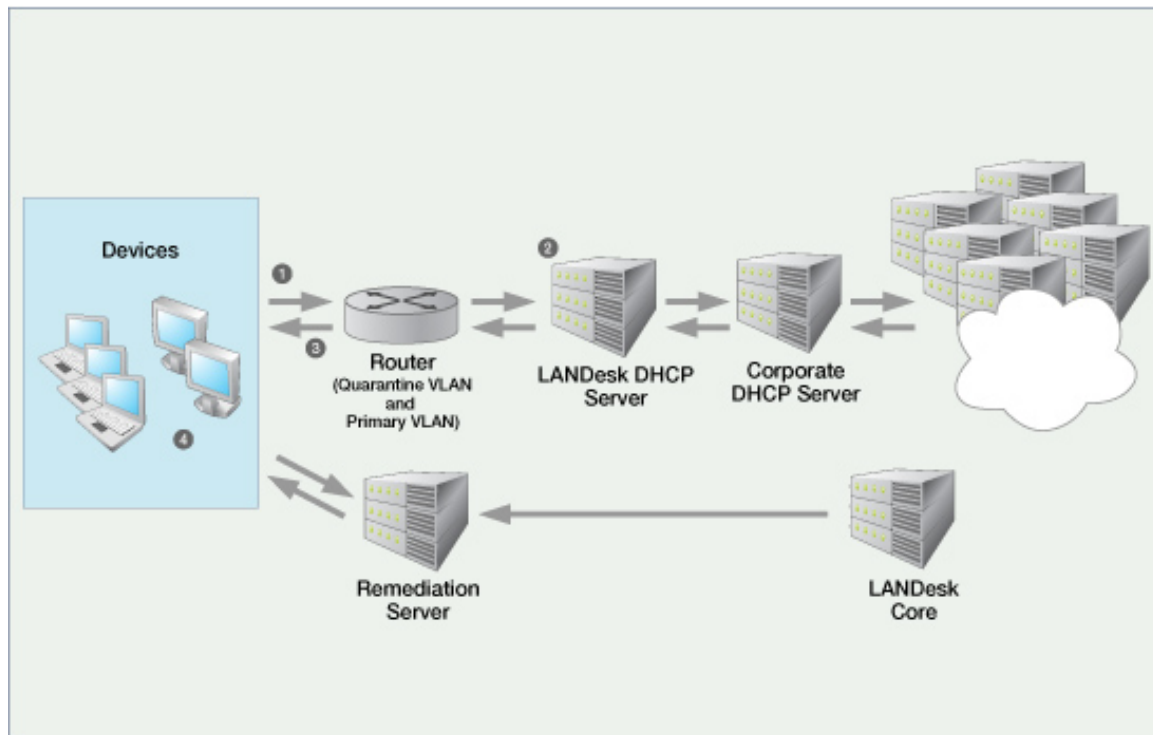 Devices
1
2
3
4
Router
(Quarantine VLAN
and
Primary VLAN)
LANDesk DHCP
Server
Corporate
DHCP Server
Remediation
Server
LANDesk
Core